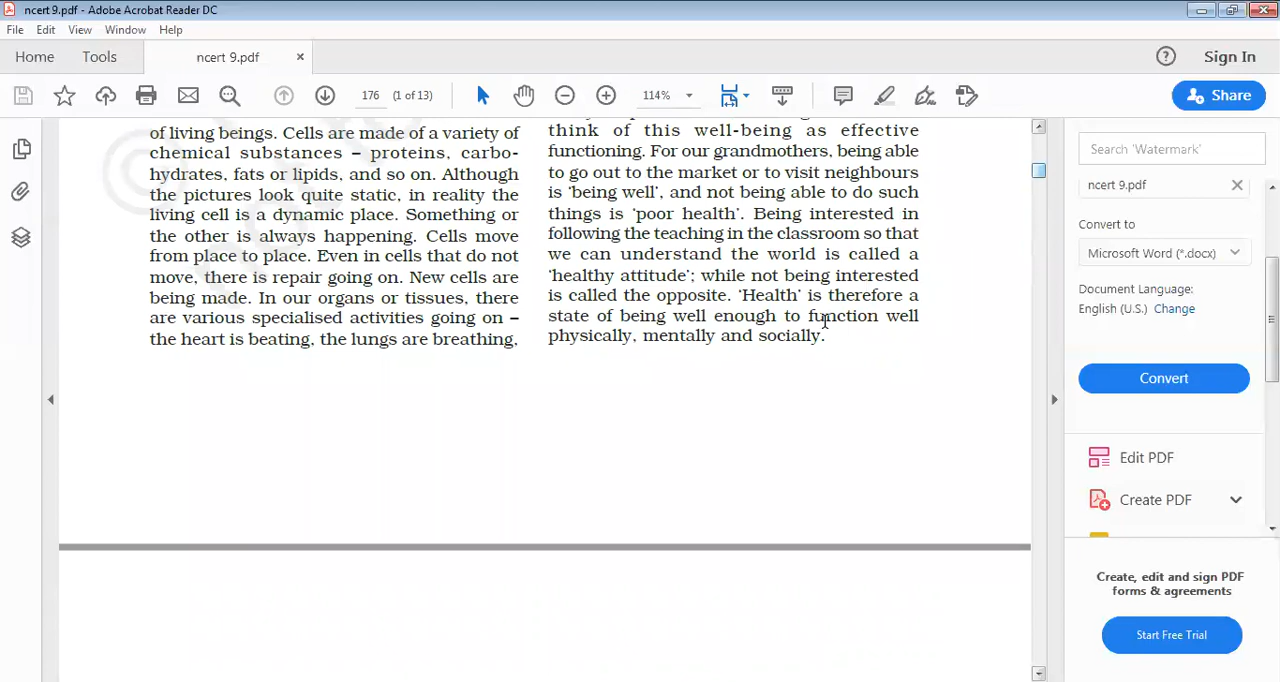 ncert 9.pdf - Adobe Acrobat Reader DC
File Edit View Window Help
Home Tools ncert 9.pdf × Sign In
176 (1 of 13) 114% Share
of living beings. Cells are made of a variety of
chemical substances – proteins, carbo-
hydrates, fats or lipids, and so on. Although
the pictures look quite static, in reality the
living cell is a dynamic place. Something or
the other is always happening. Cells move
from place to place. Even in cells that do not
move, there is repair going on. New cells are
being made. In our organs or tissues, there
are various specialised activities going on –
the heart is beating, the lungs are breathing,
think of this well-being as effective
functioning. For our grandmothers, being able
to go out to the market or to visit neighbours
is ‘being well’, and not being able to do such
things is ‘poor health’. Being interested in
following the teaching in the classroom so that
we can understand the world is called a
‘healthy attitude’; while not being interested
is called the opposite. ‘Health’ is therefore a
state of being well enough to function well
physically, mentally and socially.
Search 'Watermark'
ncert 9.pdf
Convert to
Microsoft Word (*.docx)
Document Language:
English (U.S.) Change
Convert
Edit PDF
Create PDF
Create, edit and sign PDF
forms & agreements
Start Free Trial